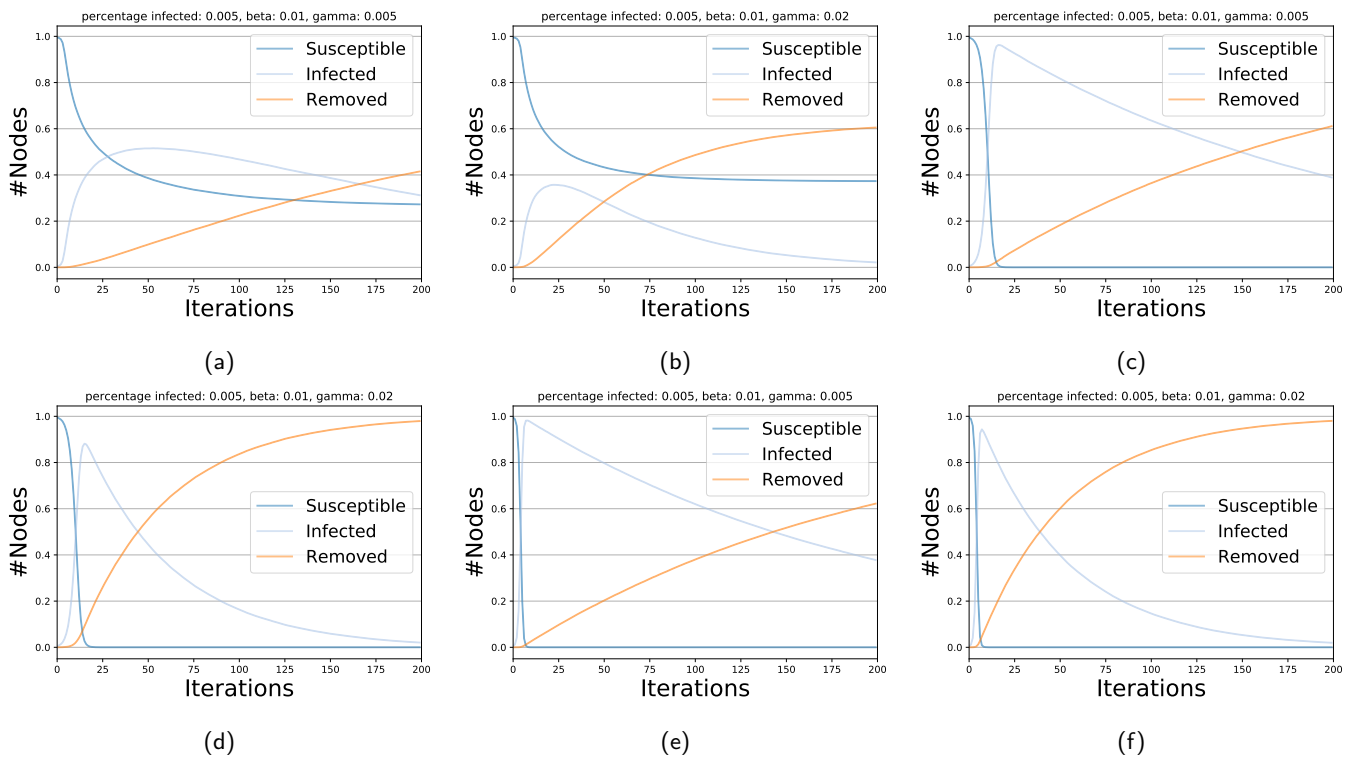 percentage infected: 0.005, beta: 0.01, gamma: 0.005
#Nodes
1.0
0.8
0.6
0.4
0.2
0.0
Susceptible
Infected
Removed
0 25 50 75 100 125 150 175 200
Iterations
(a)
percentage infected: 0.005, beta: 0.01, gamma: 0.02
#Nodes
1.0
0.8
0.6
0.4
0.2
0.0
Susceptible
Infected
Removed
0 25 50 75 100 125 150 175 200
Iterations
(b)
percentage infected: 0.005, beta: 0.01, gamma: 0.005
#Nodes
1.0
0.8
0.6
0.4
0.2
0.0
Susceptible
Infected
Removed
0 25 50 75 100 125 150 175 200
Iterations
(c)
percentage infected: 0.005, beta: 0.01, gamma: 0.02
#Nodes
1.0
0.8
0.6
0.4
0.2
0.0
Susceptible
Infected
Removed
0 25 50 75 100 125 150 175 200
Iterations
(d)
percentage infected: 0.005, beta: 0.01, gamma: 0.005
#Nodes
1.0
0.8
0.6
0.4
0.2
0.0
Susceptible
Infected
Removed
0 25 50 75 100 125 150 175 200
Iterations
(e)
percentage infected: 0.005, beta: 0.01, gamma: 0.02
#Nodes
1.0
0.8
0.6
0.4
0.2
0.0
Susceptible
Infected
Removed
0 25 50 75 100 125 150 175 200
Iterations
(f)